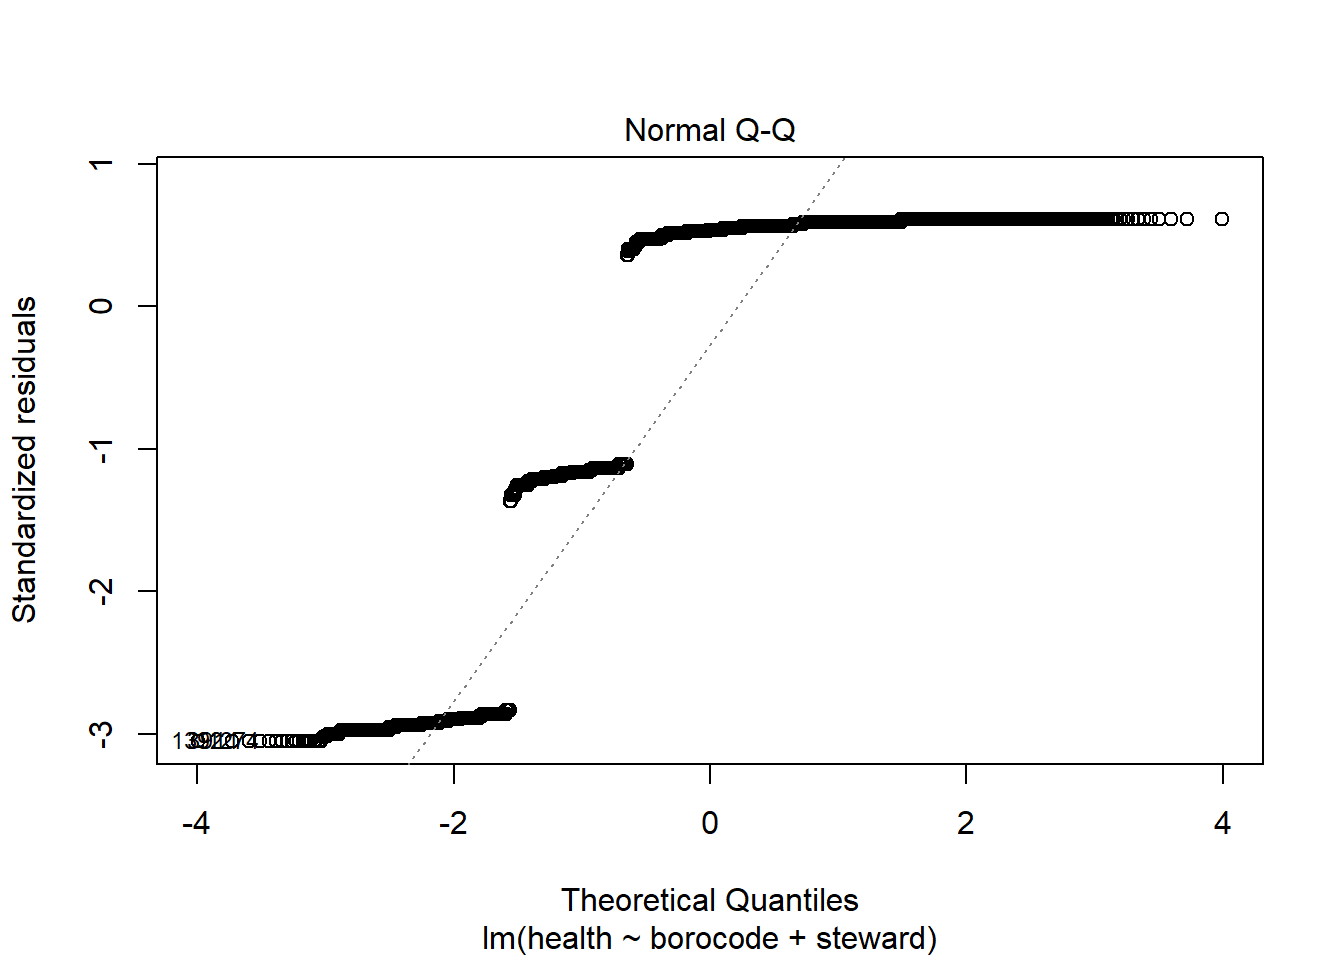 Normal Q-Q
Standardized residuals
1
0
-1
-2
-3
-4
-2
0
2
4
Theoretical Quantiles
lm(health ~ borocode + steward)